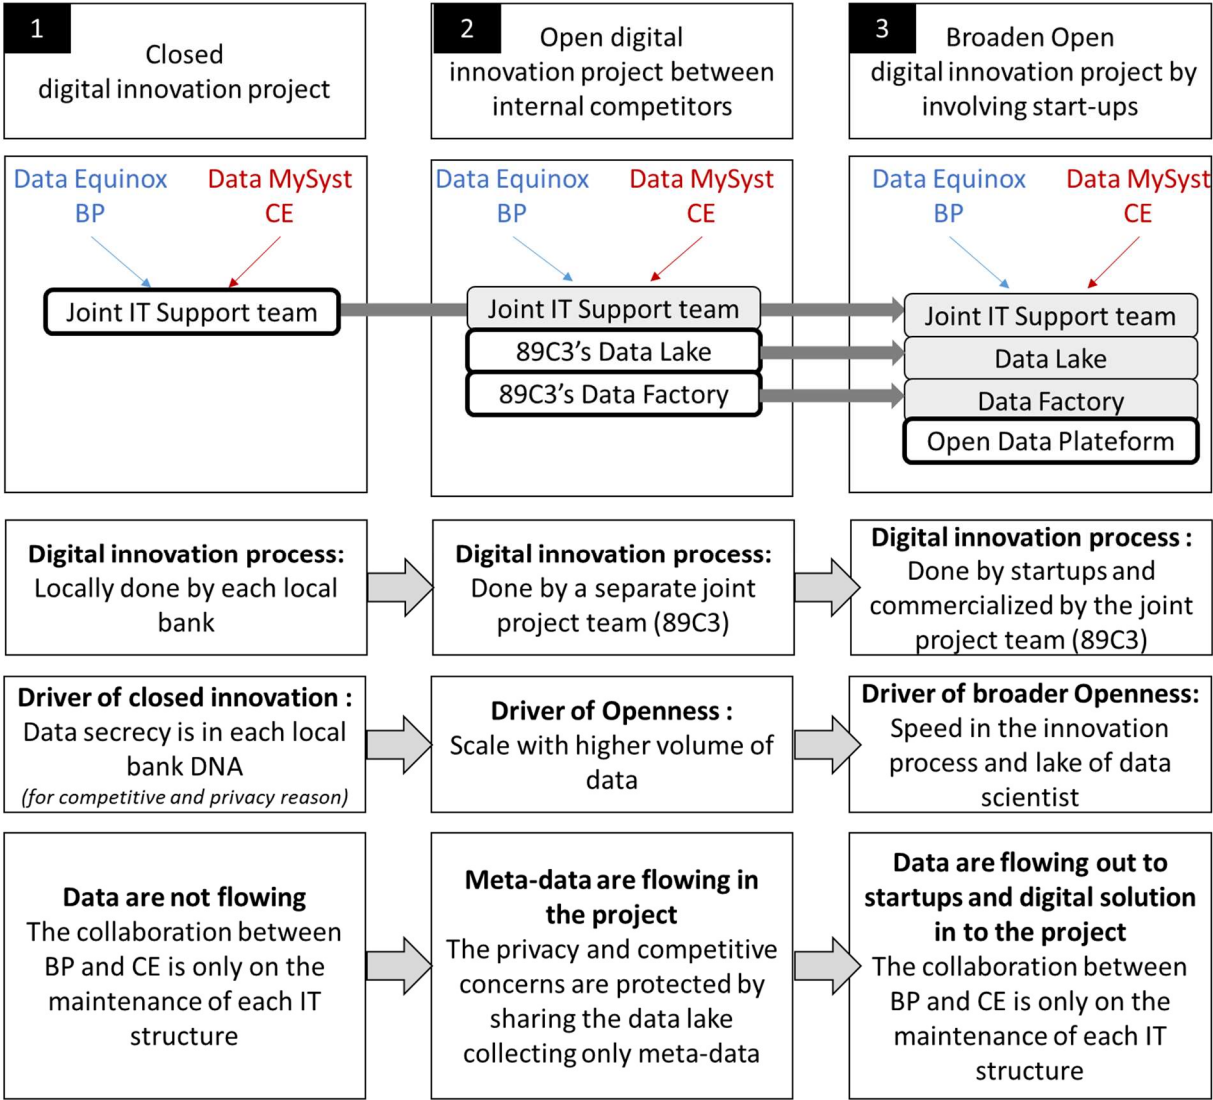 1
Closed
digital innovation project
2
Open digital
innovation project between
internal competitors
3
Broaden Open
digital innovation project by
involving start-ups
Data Equinox
BP
Data MySyst
CE
Joint IT Support team
Data Equinox
BP
Data MySyst
CE
Joint IT Support team
89C3's Data Lake
89C3's Data Factory
Data Equinox
BP
Data MySyst
CE
Joint IT Support team
Data Lake
Data Factory
Open Data Plateform
Digital innovation process:
Locally done by each local
bank
Digital innovation process:
Done by a separate joint
project team (89C3)
Digital innovation process :
Done by startups and
commercialized by the joint
project team (89C3)
Driver of closed innovation :
Data secrecy is in each local
bank DNA
(for competitive and privacy reason)
Driver of Openness :
Scale with higher volume of
data
Driver of broader Openness:
Speed in the innovation
process and lake of data
scientist
Data are not flowing
The collaboration between
BP and CE is only on the
maintenance of each IT
structure
Meta-data are flowing in
the project
The privacy and competitive
concerns are protected by
sharing the data lake
collecting only meta-data
Data are flowing out to
startups and digital solution
in to the project
The collaboration between
BP and CE is only on the
maintenance of each IT
structure